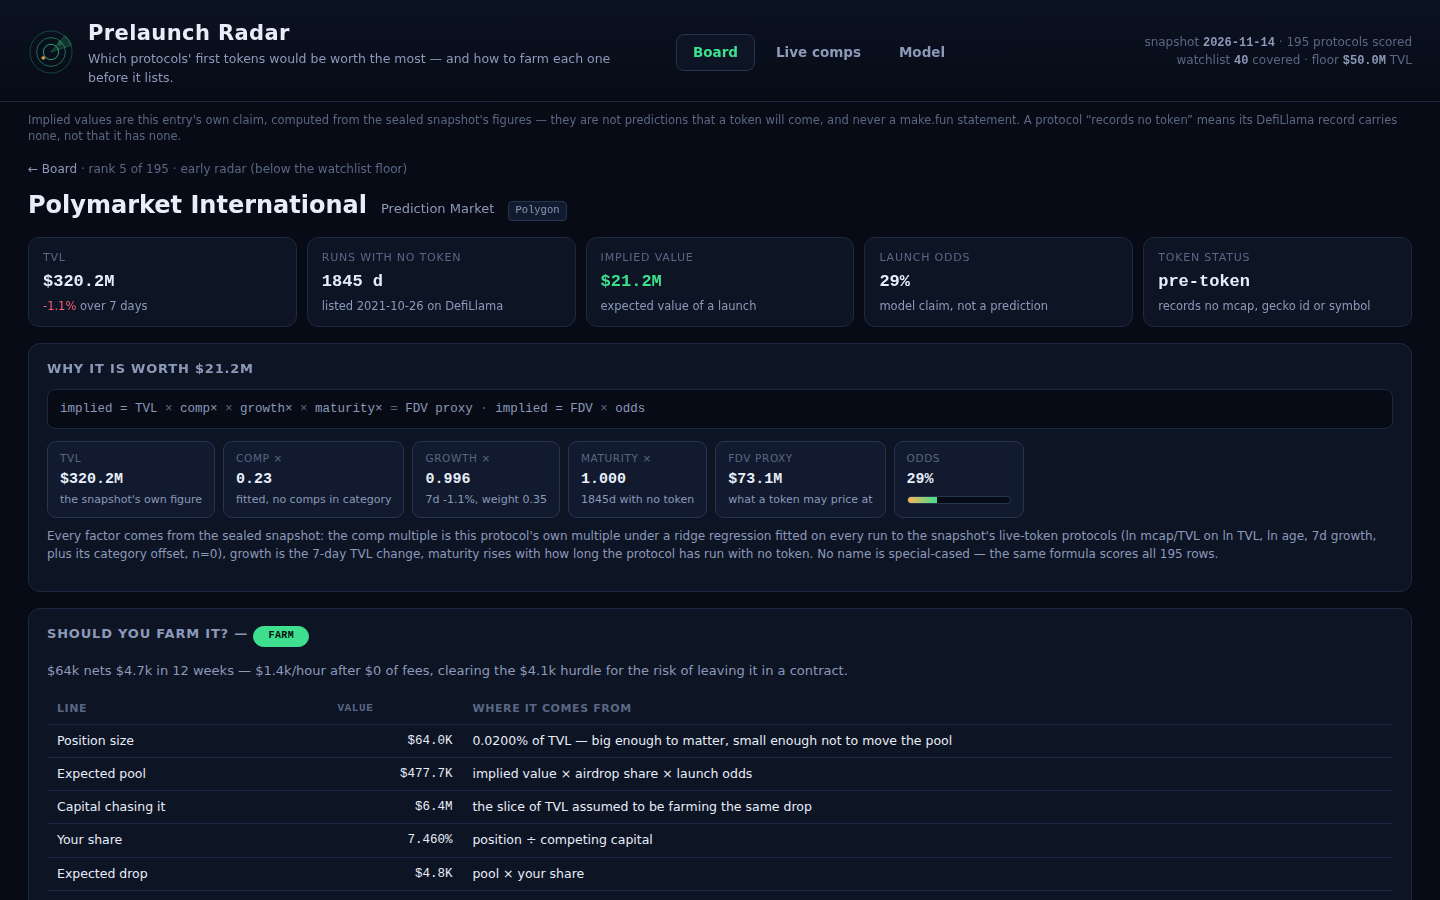 Prelaunch Radar
Which protocols' first tokens would be worth the most — and how to farm each one
before it lists.
Board
Live comps
Model
snapshot 2026-11-14 · 195 protocols scored
watchlist 40 covered · floor $50.0M TVL
Implied values are this entry's own claim, computed from the sealed snapshot's figures — they are not predictions that a token will come, and never a make.fun statement. A protocol “records no token” means its DefiLlama record carries
none, not that it has none.
← Board · rank 5 of 195 · early radar (below the watchlist floor)
Polymarket International Prediction Market Polygon
TVL
$320.2M
-1.1% over 7 days
RUNS WITH NO TOKEN
1845 d
listed 2021-10-26 on DefiLlama
IMPLIED VALUE
$21.2M
expected value of a launch
LAUNCH ODDS
29%
model claim, not a prediction
TOKEN STATUS
pre-token
records no mcap, gecko id or symbol
WHY IT IS WORTH $21.2M
implied = TVL × comp× × growth× × maturity× = FDV proxy · implied = FDV × odds
TVL
$320.2M
the snapshot's own figure
COMP ×
0.23
fitted, no comps in category
GROWTH ×
0.996
7d -1.1%, weight 0.35
MATURITY ×
1.000
1845d with no token
FDV PROXY
$73.1M
what a token may price at
ODDS
29%
Every factor comes from the sealed snapshot: the comp multiple is this protocol's own multiple under a ridge regression fitted on every run to the snapshot's live-token protocols (ln mcap/TVL on ln TVL, ln age, 7d growth,
plus its category offset, n=0), growth is the 7-day TVL change, maturity rises with how long the protocol has run with no token. No name is special-cased — the same formula scores all 195 rows.
SHOULD YOU FARM IT? — FARM
$64k nets $4.7k in 12 weeks — $1.4k/hour after $0 of fees, clearing the $4.1k hurdle for the risk of leaving it in a contract.
LINE VALUE WHERE IT COMES FROM
Position size $64.0K 0.0200% of TVL — big enough to matter, small enough not to move the pool
Expected pool $477.7K implied value × airdrop share × launch odds
Capital chasing it $6.4M the slice of TVL assumed to be farming the same drop
Your share 7.460% position ÷ competing capital
Expected drop $4.8K pool × your share